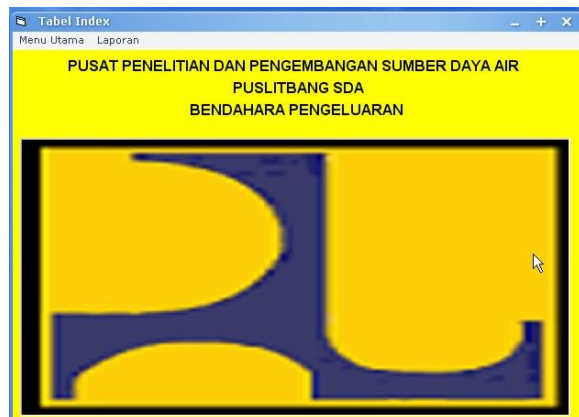 Tabel Index
Menu Utama Laporan
PUSAT PENELITIAN DAN PENGEMBANGAN SUMBER DAYA AIR
PUSLITBANG SDA
BENDAHARA PENGELUARAN